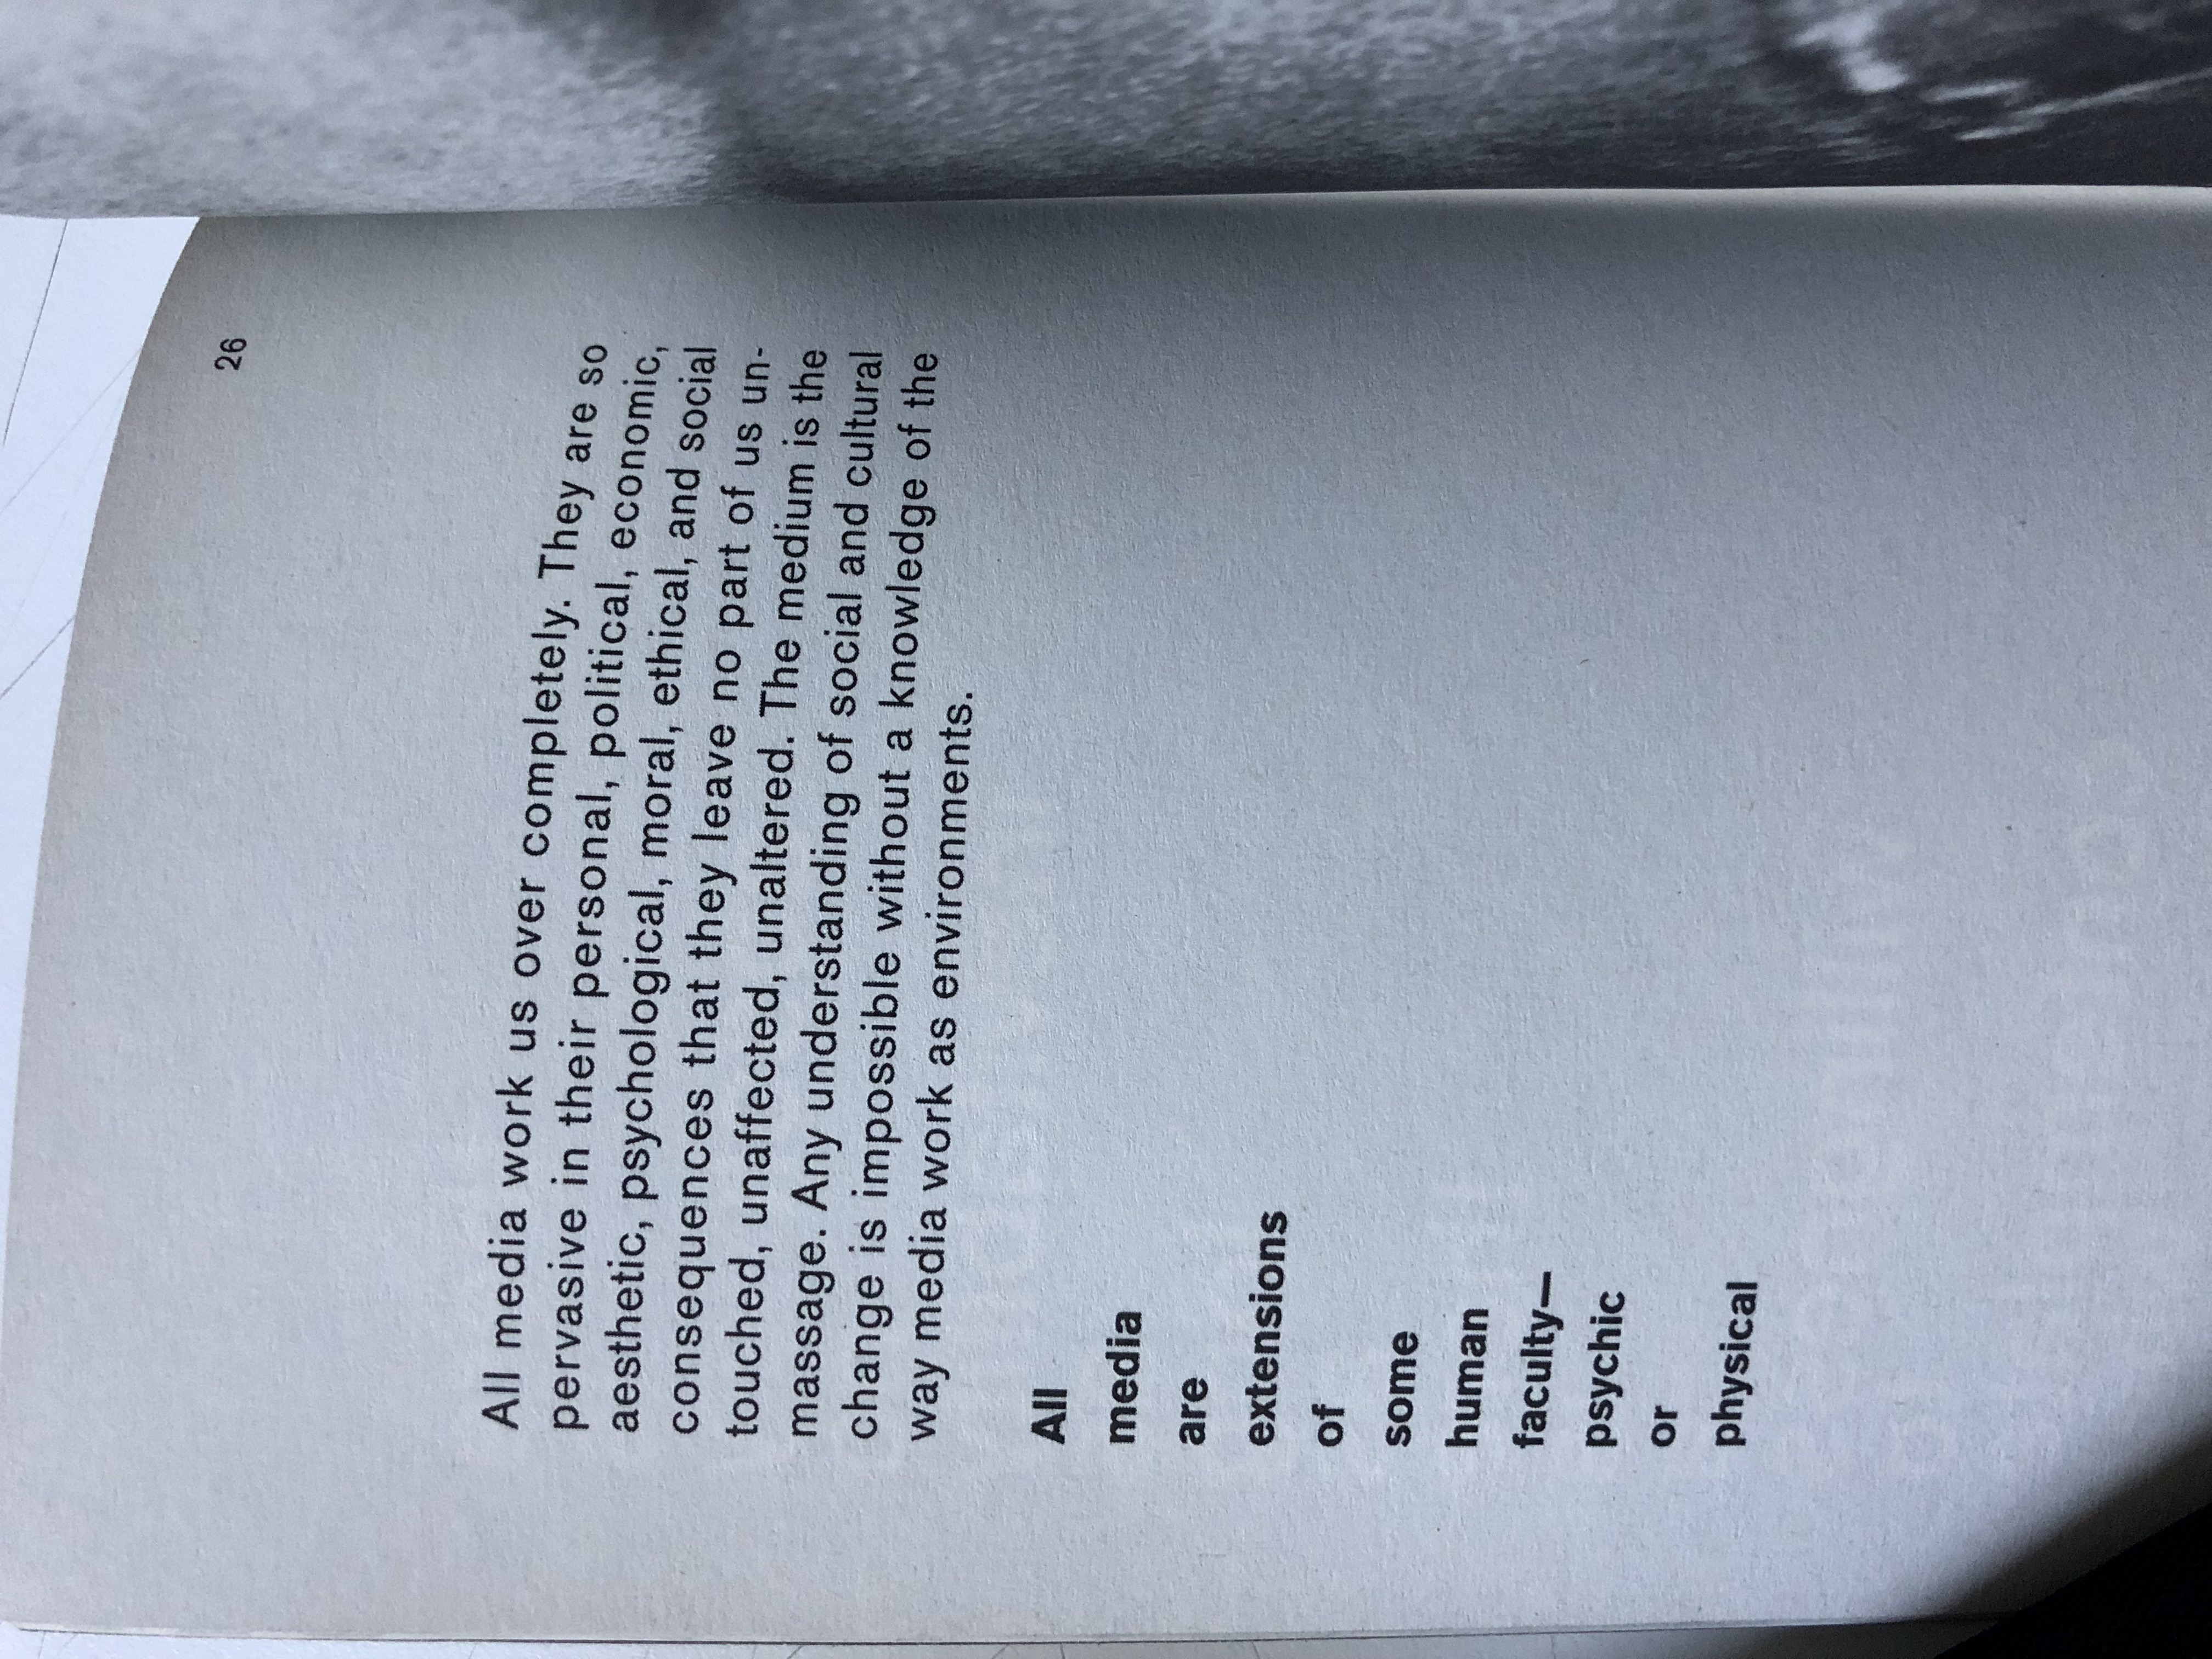 26
All media work us over completely. They are so
pervasive in their personal, political, economic,
aesthetic, psychological, moral, ethical, and social
consequences that they leave no part of us un-
touched, unaffected, unaltered. The medium is the
massage. Any understanding of social and cultural
change is impossible without a knowledge of the
way media work as environments.
All
media
are
extensions
of
some
human
faculty—
psychic
or
physical